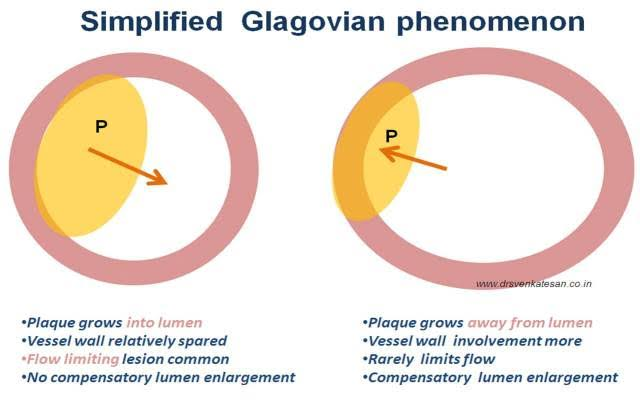 Simplified Glagovian phenomenon
P
P
www.drsvenkatesan.co.in
•Plaque grows into lumen
•Vessel wall relatively spared
•Flow limiting lesion common
•No compensatory lumen enlargement
•Plaque grows away from lumen
•Vessel wall involvement more
•Rarely limits flow
•Compensatory lumen enlargement